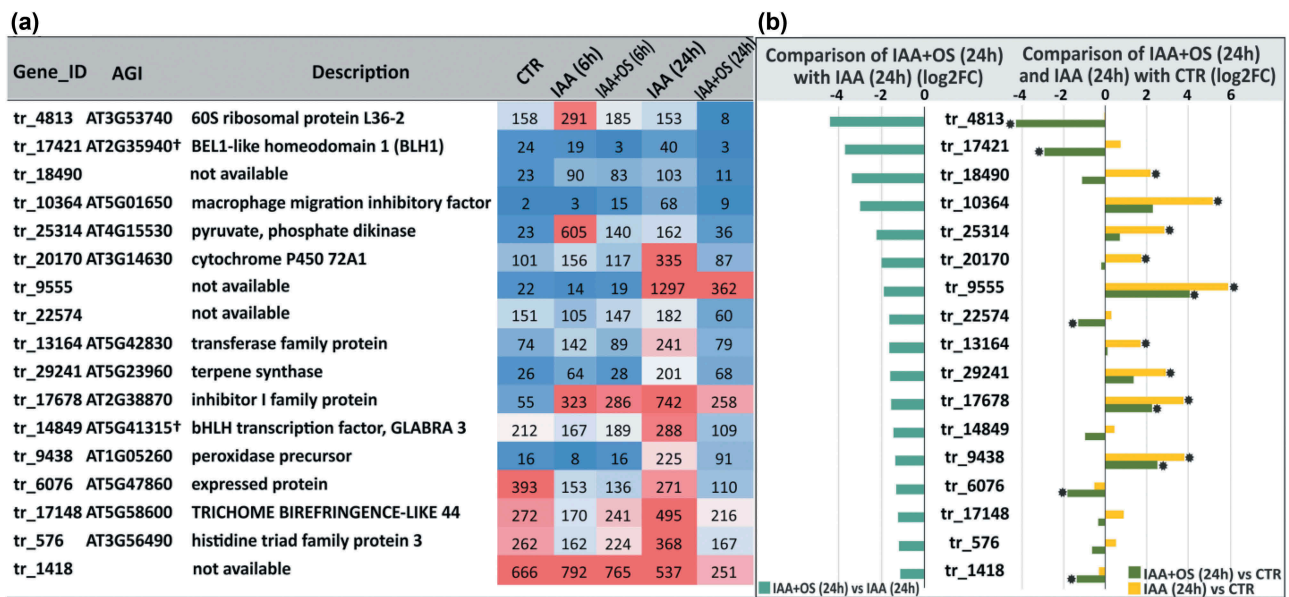 (a)
Gene_ID AGI Description CTR IAA (6h) IAA+OS (6h) IAA (24h) IAA+OS (24h)
tr_4813 AT3G53740 60S ribosomal protein L36-2 158 291 185 153 8
tr_17421 AT2G35940† BEL1-like homeodomain 1 (BLH1) 24 19 3 40 3
tr_18490 not available 23 90 83 103 11
tr_10364 AT5G01650 macrophage migration inhibitory factor 2 3 15 68 9
tr_25314 AT4G15530 pyruvate, phosphate dikinase 23 605 140 162 36
tr_20170 AT3G14630 cytochrome P450 72A1 101 156 117 335 87
tr_9555 not available 22 14 19 1297 362
tr_22574 not available 151 105 147 182 60
tr_13164 AT5G42830 transferase family protein 74 142 89 241 79
tr_29241 AT5G23960 terpene synthase 26 64 28 201 68
tr_17678 AT2G38870 inhibitor I family protein 55 323 286 742 258
tr_14849 AT5G41315† bHLH transcription factor, GLABRA 3 212 167 189 288 109
tr_9438 AT1G05260 peroxidase precursor 16 8 16 225 91
tr_6076 AT5G47860 expressed protein 393 153 136 271 110
tr_17148 AT5G58600 TRICHOME BIREFRINGENCE-LIKE 44 272 170 241 495 216
tr_576 AT3G56490 histidine triad family protein 3 262 162 224 368 167
tr_1418 not available 666 792 765 537 251
(b)
Comparison of IAA+OS (24h)
with IAA (24h) (log2FC)
-4 -2 0
Comparison of IAA+OS (24h)
and IAA (24h) with CTR (log2FC)
-4 -2 0 2 4 6
tr_4813
tr_17421
tr_18490
tr_10364
tr_25314
tr_20170
tr_9555
tr_22574
tr_13164
tr_29241
tr_17678
tr_14849
tr_9438
tr_6076
tr_17148
tr_576
tr_1418
IAA+OS (24h) vs IAA (24h)
IAA+OS (24h) vs CTR
IAA (24h) vs CTR